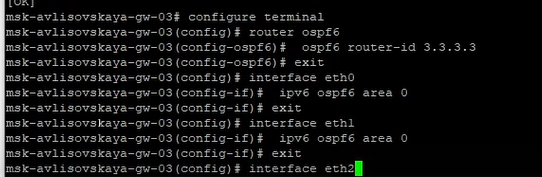 [OK]
msk-avlisovskaya-gw-03# configure terminal
msk-avlisovskaya-gw-03(config)# router ospf6
msk-avlisovskaya-gw-03(config-ospf6)#  ospf6 router-id 3.3.3.3
msk-avlisovskaya-gw-03(config-ospf6)# exit
msk-avlisovskaya-gw-03(config)# interface eth0
msk-avlisovskaya-gw-03(config-if)#  ipv6 ospf6 area 0
msk-avlisovskaya-gw-03(config-if)# exit
msk-avlisovskaya-gw-03(config)# interface eth1
msk-avlisovskaya-gw-03(config-if)#  ipv6 ospf6 area 0
msk-avlisovskaya-gw-03(config-if)# exit
msk-avlisovskaya-gw-03(config)# interface eth2